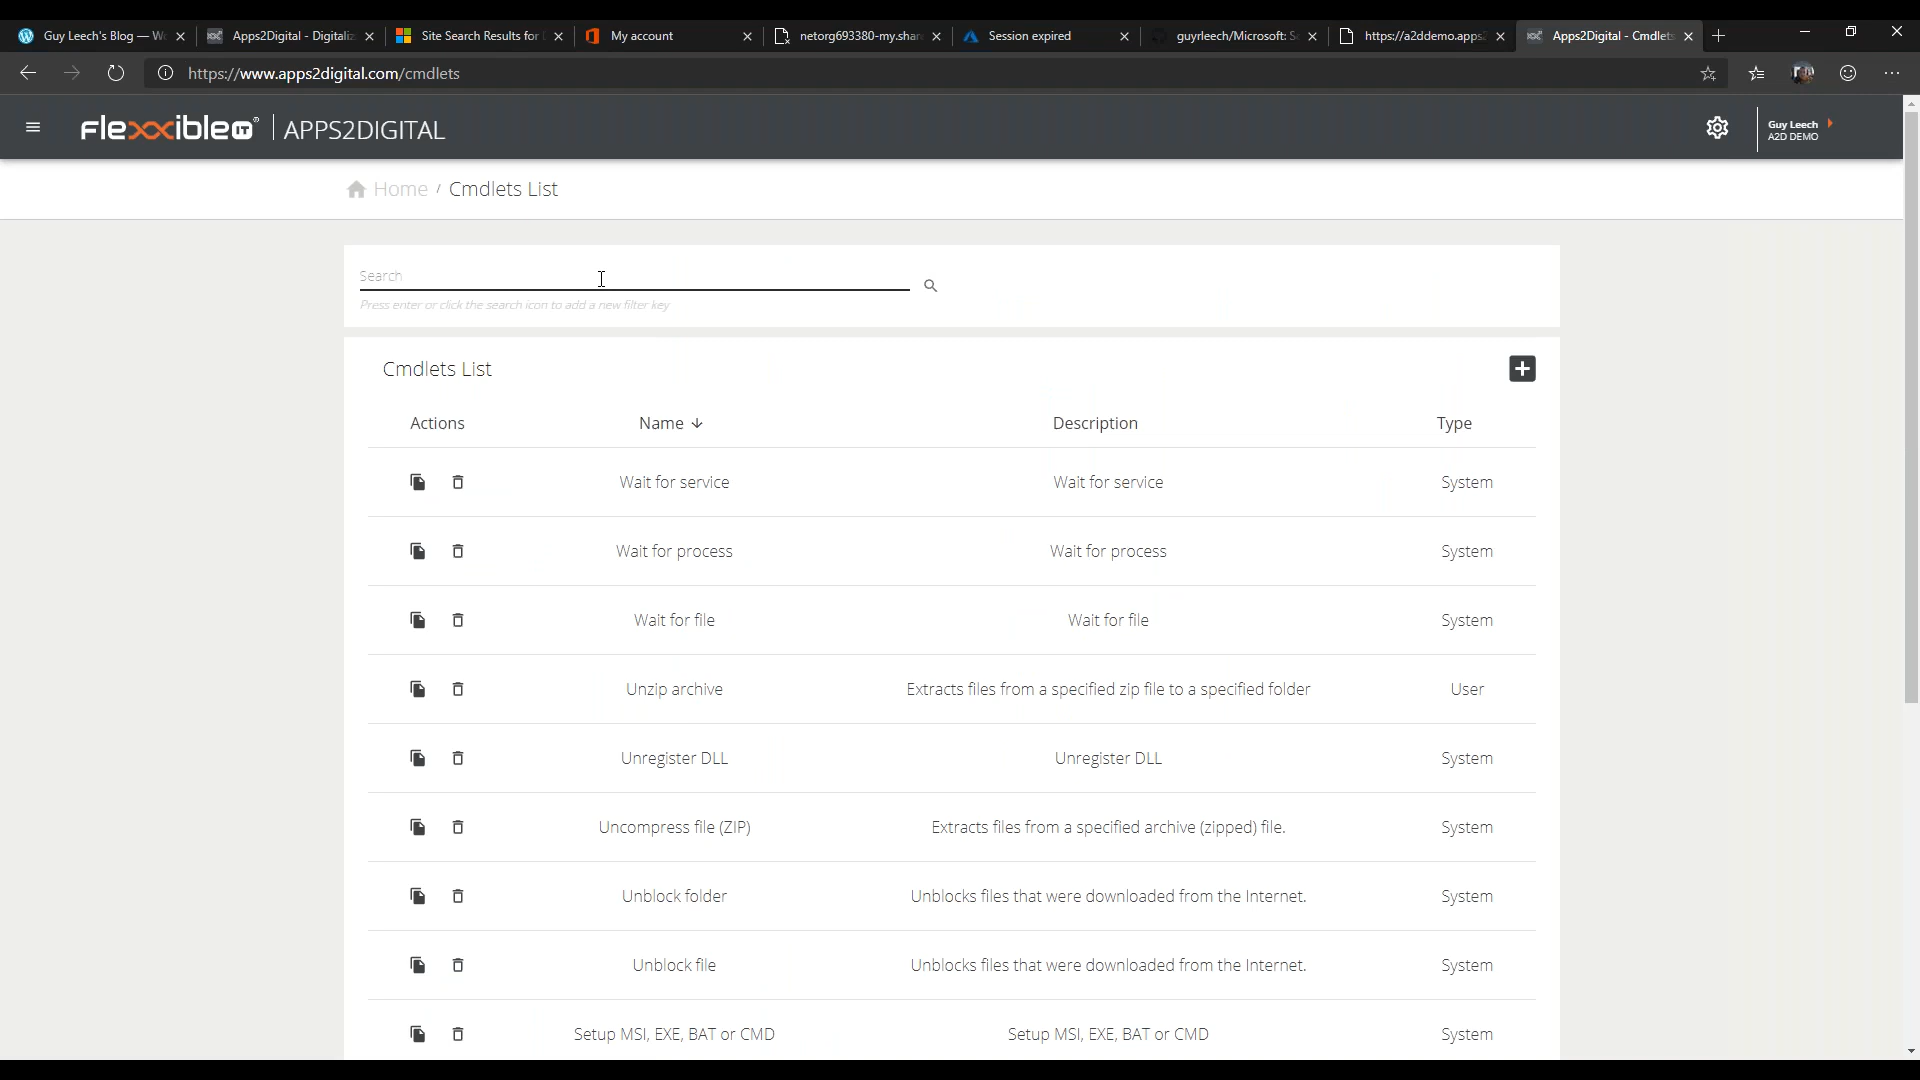 Guy Leech's Blog — W
Apps2Digital - Digitaliz
Site Search Results for
My account
netorg693380-my.shar
Session expired
guyrleech/Microsoft: Sc
https://a2ddemo.apps2
Apps2Digital - Cmdlets
https://www.apps2digital.com/cmdlets
FlexxibleIT® APPS2DIGITAL
Guy Leech
A2D DEMO
Home / Cmdlets List
Search
Press enter or click the search icon to add a new filter key
Cmdlets List
Actions Name Description Type
Wait for service Wait for service System
Wait for process Wait for process System
Wait for file Wait for file System
Unzip archive Extracts files from a specified zip file to a specified folder User
Unregister DLL Unregister DLL System
Uncompress file (ZIP) Extracts files from a specified archive (zipped) file. System
Unblock folder Unblocks files that were downloaded from the Internet. System
Unblock file Unblocks files that were downloaded from the Internet. System
Setup MSI, EXE, BAT or CMD Setup MSI, EXE, BAT or CMD System